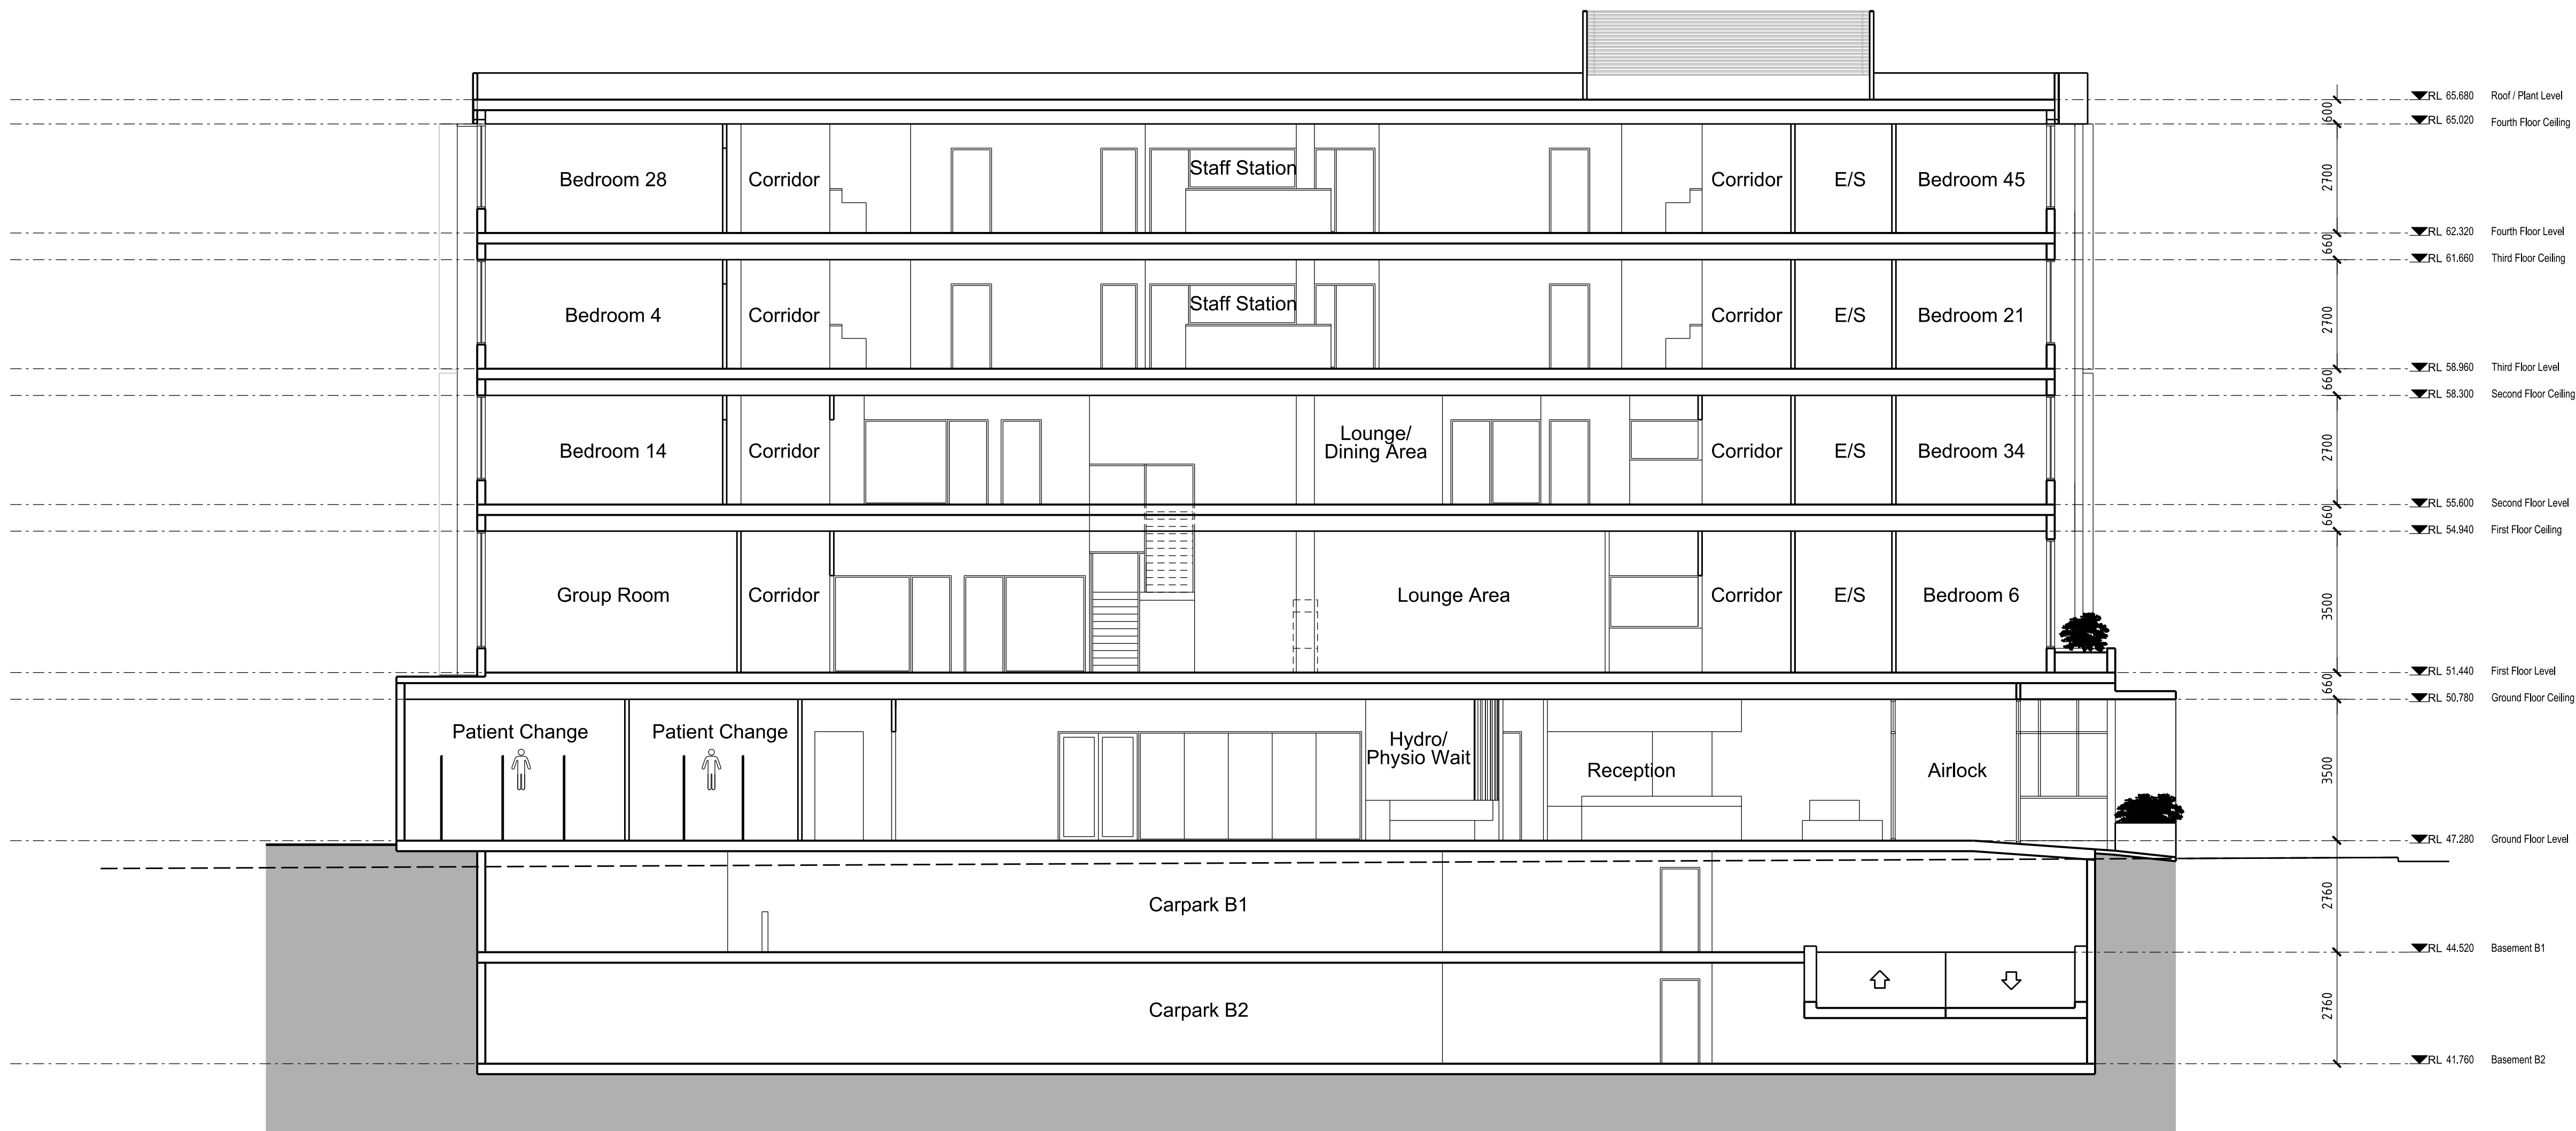 RL 65.680 Roof / Plant Level
600
RL 65.020 Fourth Floor Ceiling
Bedroom 28 Corridor Staff Station Corridor E/S Bedroom 45
2700
RL 62.320 Fourth Floor Level
660
RL 61.660 Third Floor Ceiling
Bedroom 4 Corridor Staff Station Corridor E/S Bedroom 21
2700
RL 58.960 Third Floor Level
660
RL 58.300 Second Floor Ceiling
Bedroom 14 Corridor
Lounge/
Dining Area
Corridor E/S Bedroom 34
2700
RL 55.600 Second Floor Level
660
RL 54.940 First Floor Ceiling
Group Room Corridor Lounge Area Corridor E/S Bedroom 6
3500
RL 51.440 First Floor Level
660
RL 50.780 Ground Floor Ceiling
Patient Change Patient Change
Hydro/
Physio Wait
Reception Airlock
3500
RL 47.280 Ground Floor Level
Carpark B1
2760
RL 44.520 Basement B1
Carpark B2
2760
RL 41.760 Basement B2